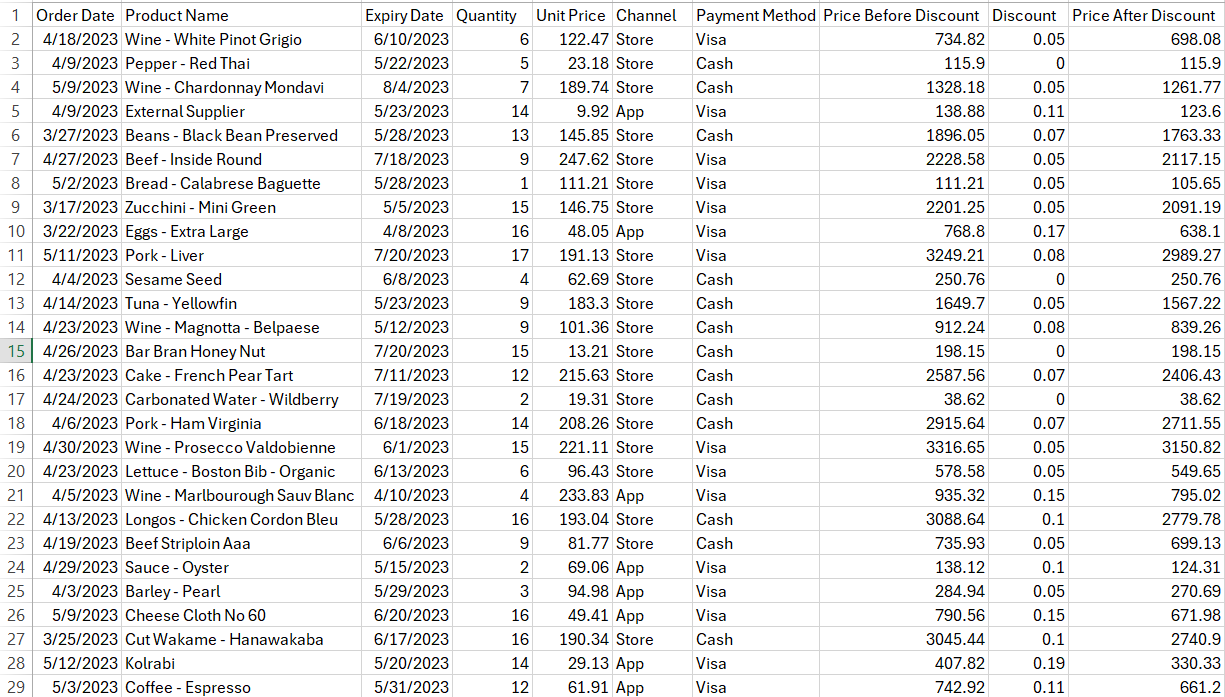 1 Order Date Product Name Expiry Date Quantity Unit Price Channel Payment Method Price Before Discount Discount Price After Discount
2 4/18/2023 Wine - White Pinot Grigio 6/10/2023 6 122.47 Store Visa 734.82 0.05 698.08
3 4/9/2023 Pepper - Red Thai 5/22/2023 5 23.18 Store Cash 115.9 0 115.9
4 5/9/2023 Wine - Chardonnay Mondavi 8/4/2023 7 189.74 Store Cash 1328.18 0.05 1261.77
5 4/9/2023 External Supplier 5/23/2023 14 9.92 App Visa 138.88 0.11 123.6
6 3/27/2023 Beans - Black Bean Preserved 5/28/2023 13 145.85 Store Cash 1896.05 0.07 1763.33
7 4/27/2023 Beef - Inside Round 7/18/2023 9 247.62 Store Visa 2228.58 0.05 2117.15
8 5/2/2023 Bread - Calabrese Baguette 5/28/2023 1 111.21 Store Visa 111.21 0.05 105.65
9 3/17/2023 Zucchini - Mini Green 5/5/2023 15 146.75 Store Visa 2201.25 0.05 2091.19
10 3/22/2023 Eggs - Extra Large 4/8/2023 16 48.05 App Visa 768.8 0.17 638.1
11 5/11/2023 Pork - Liver 7/20/2023 17 191.13 Store Visa 3249.21 0.08 2989.27
12 4/4/2023 Sesame Seed 6/8/2023 4 62.69 Store Cash 250.76 0 250.76
13 4/14/2023 Tuna - Yellowfin 5/23/2023 9 183.3 Store Cash 1649.7 0.05 1567.22
14 4/23/2023 Wine - Magnotta - Belpaese 5/12/2023 9 101.36 Store Cash 912.24 0.08 839.26
15 4/26/2023 Bar Bran Honey Nut 7/20/2023 15 13.21 Store Cash 198.15 0 198.15
16 4/23/2023 Cake - French Pear Tart 7/11/2023 12 215.63 Store Cash 2587.56 0.07 2406.43
17 4/24/2023 Carbonated Water - Wildberry 7/19/2023 2 19.31 Store Cash 38.62 0 38.62
18 4/6/2023 Pork - Ham Virginia 6/18/2023 14 208.26 Store Cash 2915.64 0.07 2711.55
19 4/30/2023 Wine - Prosecco Valdobienne 6/1/2023 15 221.11 Store Visa 3316.65 0.05 3150.82
20 4/23/2023 Lettuce - Boston Bib - Organic 6/13/2023 6 96.43 Store Visa 578.58 0.05 549.65
21 4/5/2023 Wine - Marlbourough Sauv Blanc 4/10/2023 4 233.83 App Visa 935.32 0.15 795.02
22 4/13/2023 Longos - Chicken Cordon Bleu 5/28/2023 16 193.04 Store Cash 3088.64 0.1 2779.78
23 4/19/2023 Beef Striploin Aaa 6/6/2023 9 81.77 Store Cash 735.93 0.05 699.13
24 4/29/2023 Sauce - Oyster 5/15/2023 2 69.06 App Visa 138.12 0.1 124.31
25 4/3/2023 Barley - Pearl 5/29/2023 3 94.98 App Visa 284.94 0.05 270.69
26 5/9/2023 Cheese Cloth No 60 6/20/2023 16 49.41 App Visa 790.56 0.15 671.98
27 3/25/2023 Cut Wakame - Hanawakaba 6/17/2023 16 190.34 Store Cash 3045.44 0.1 2740.9
28 5/12/2023 Kolrabi 5/20/2023 14 29.13 App Visa 407.82 0.19 330.33
29 5/3/2023 Coffee - Espresso 5/31/2023 12 61.91 App Visa 742.92 0.11 661.2